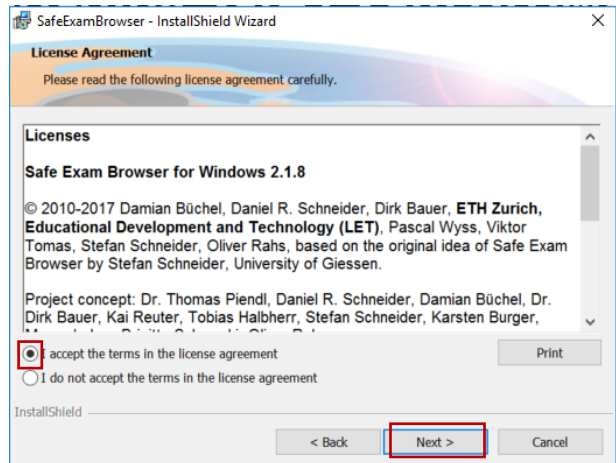 SafeExamBrowser - InstallShield Wizard
License Agreement
Please read the following license agreement carefully.
Licenses
Safe Exam Browser for Windows 2.1.8
© 2010-2017 Damian Büchel, Daniel R. Schneider, Dirk Bauer, ETH Zurich,
Educational Development and Technology (LET), Pascal Wyss, Viktor
Tomas, Stefan Schneider, Oliver Rahs, based on the original idea of Safe Exam
Browser by Stefan Schneider, University of Giessen.
Project concept: Dr. Thomas Piendl, Daniel R. Schneider, Damian Büchel, Dr.
Dirk Bauer, Kai Reuter, Tobias Halbherr, Stefan Schneider, Karsten Burger,
I accept the terms in the license agreement
Print
I do not accept the terms in the license agreement
InstallShield
< Back
Next >
Cancel